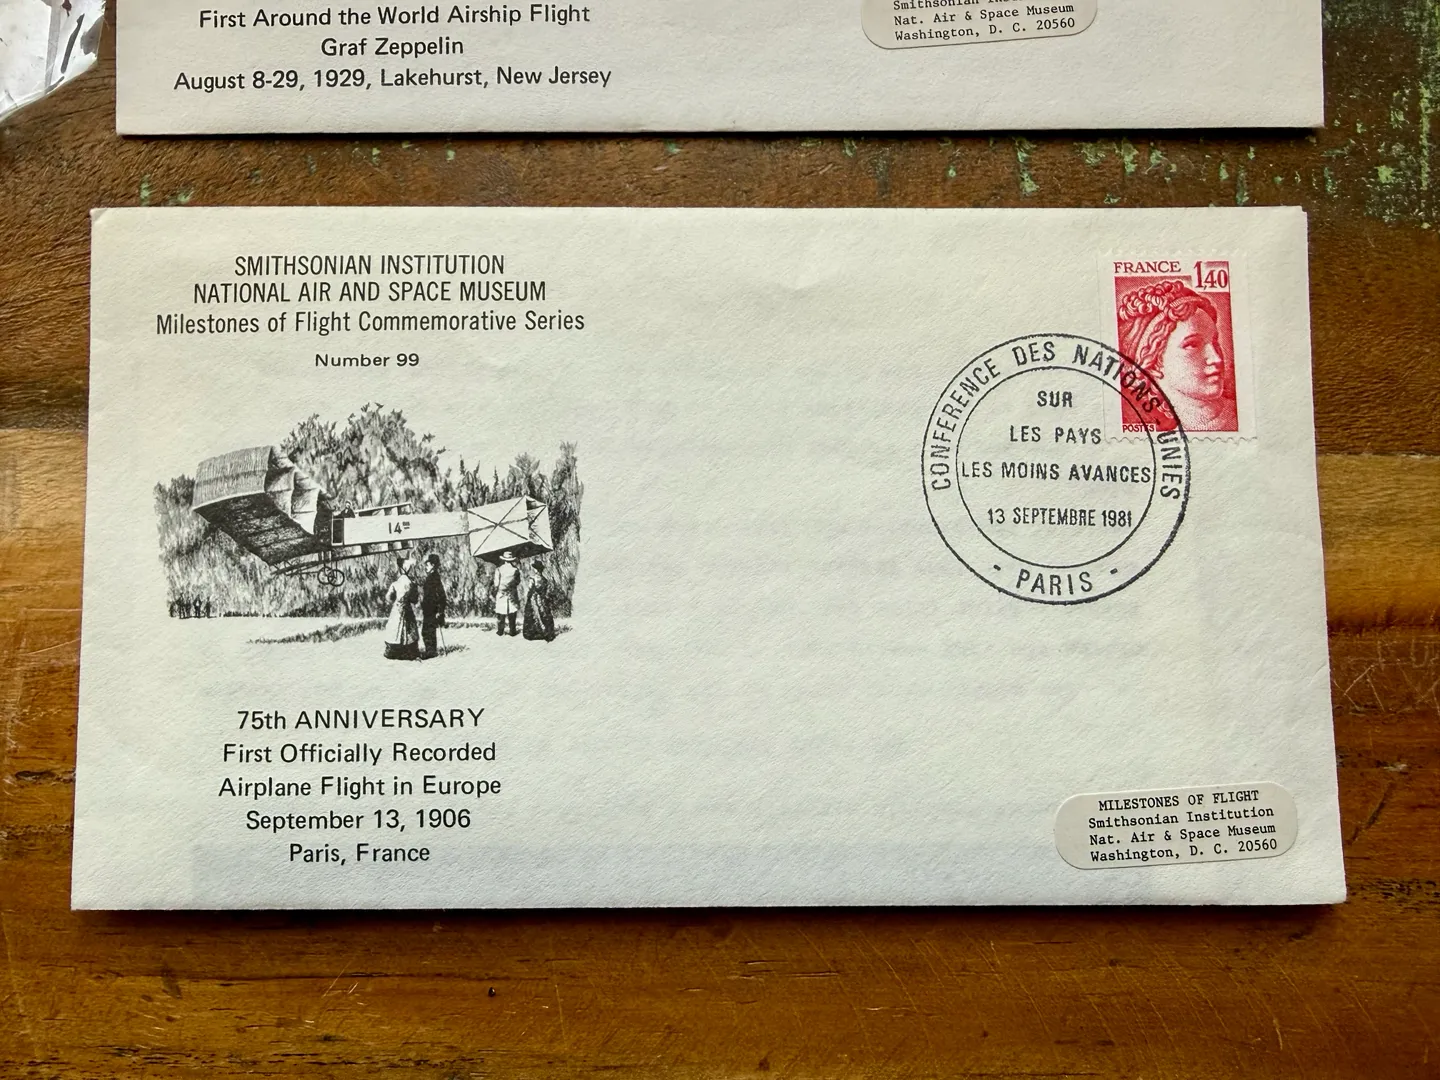 First Around the World Airship Flight
Graf Zeppelin
August 8-29, 1929, Lakehurst, New Jersey
Smithsonian
Nat. Air & Space Museum
Washington, D. C. 20560
SMITHSONIAN INSTITUTION
NATIONAL AIR AND SPACE MUSEUM
Milestones of Flight Commemorative Series
Number 99
14bis
75th ANNIVERSARY
First Officially Recorded
Airplane Flight in Europe
September 13, 1906
Paris, France
FRANCE 1,40
POSTES
CONFERENCE DES NATIONS-UNIES
SUR
LES PAYS
LES MOINS AVANCES
13 SEPTEMBRE 1981
- PARIS -
MILESTONES OF FLIGHT
Smithsonian Institution
Nat. Air & Space Museum
Washington, D. C. 20560